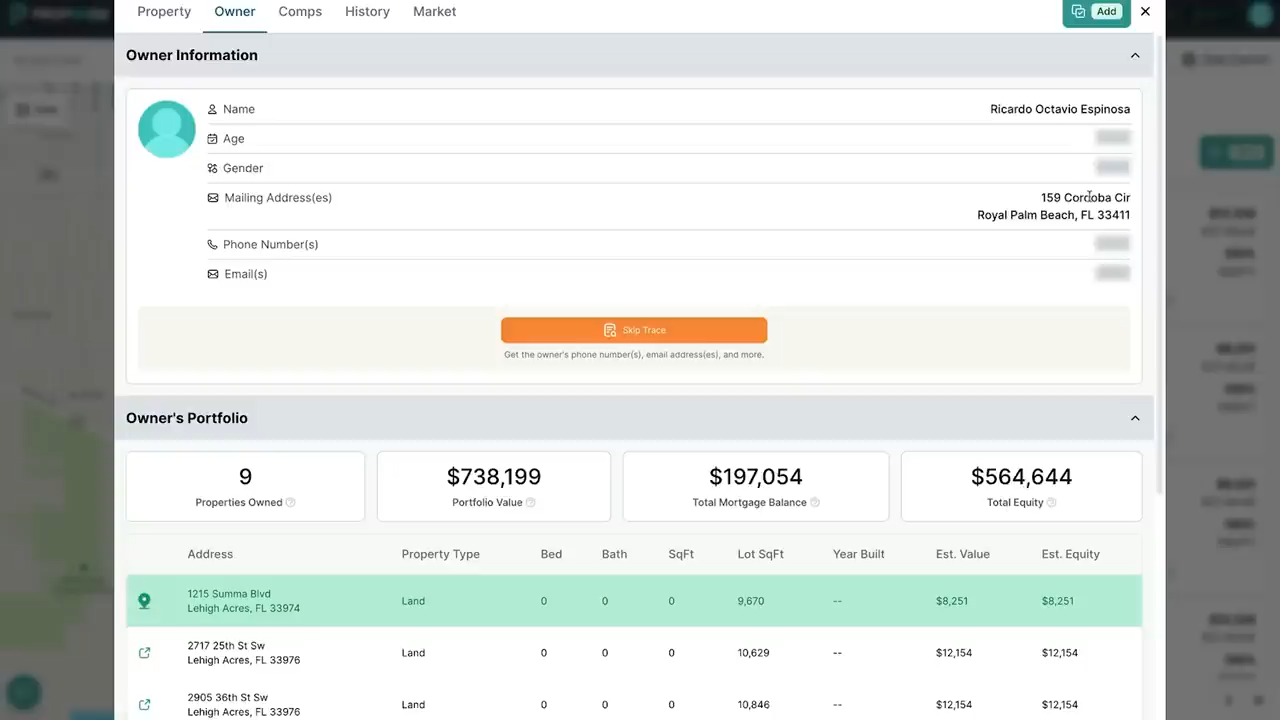 Property Owner Comps History Market Add
Owner Information
Name Ricardo Octavio Espinosa
Age
Gender
Mailing Address(es) 159 Cordoba Cir
Royal Palm Beach, FL 33411
Phone Number(s)
Email(s)
Skip Trace
Get the owner's phone number(s), email address(es), and more.
Owner's Portfolio
9 $738,199 $197,054 $564,644
Properties Owned Portfolio Value Total Mortgage Balance Total Equity
Address Property Type Bed Bath SqFt Lot SqFt Year Built Est. Value Est. Equity
1215 Summa Blvd
Lehigh Acres, FL 33974 Land 0 0 0 9,670 -- $8,251 $8,251
2717 25th St Sw
Lehigh Acres, FL 33976 Land 0 0 0 10,629 -- $12,154 $12,154
2905 36th St Sw
Lehigh Acres, FL 33976 Land 0 0 0 10,846 -- $12,154 $12,154